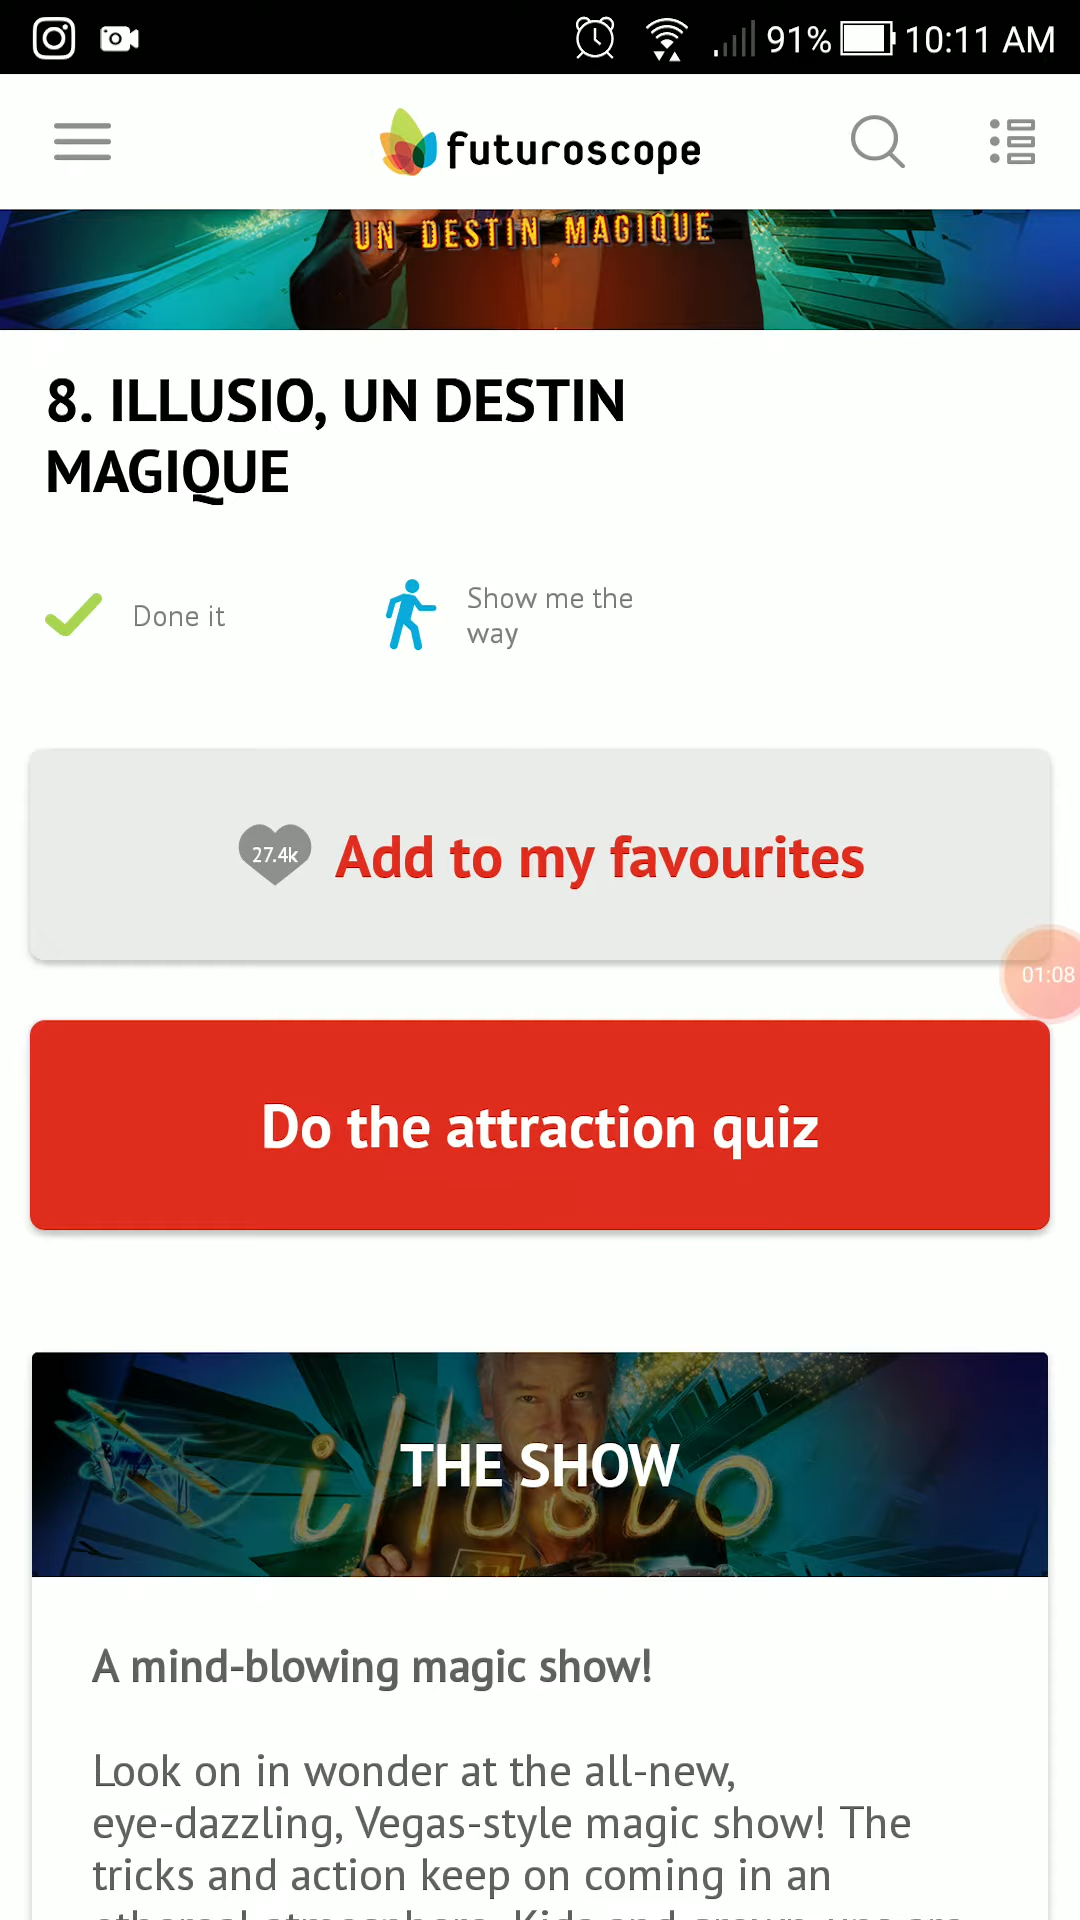 91% 10:11 AM
futuroscope
UN DESTIN MAGIQUE
8. ILLUSIO, UN DESTIN
MAGIQUE
Done it
Show me the
way
27.4k Add to my favourites
01:08
Do the attraction quiz
illusio
THE SHOW
A mind-blowing magic show!
Look on in wonder at the all-new,
eye-dazzling, Vegas-style magic show! The
tricks and action keep on coming in an